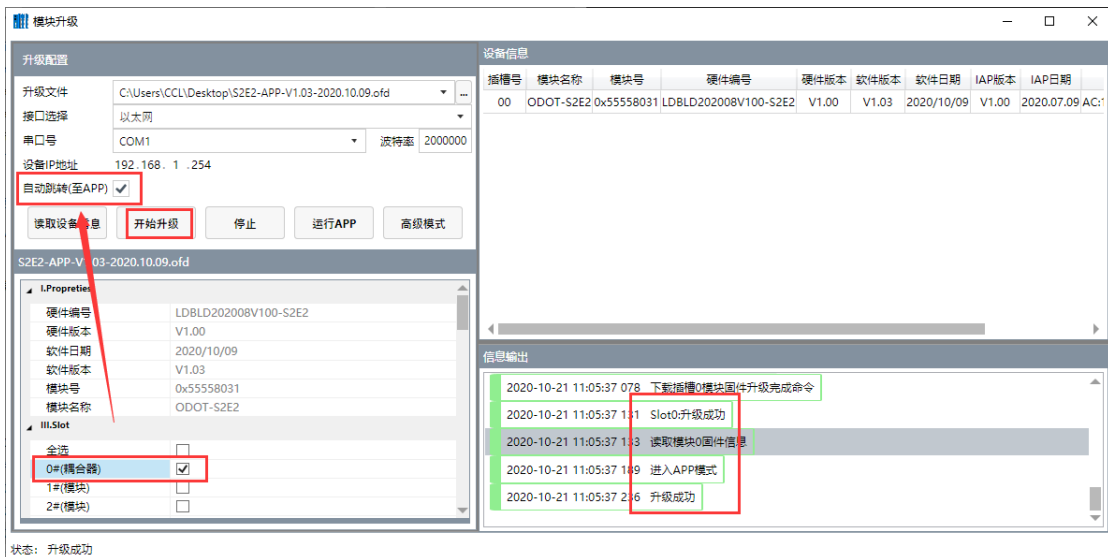 模块升级
升级配置
升级文件 C:\Users\CCL\Desktop\S2E2-APP-V1.03-2020.10.09.ofd ...
接口选择 以太网
串口号 COM1 波特率 2000000
设备IP地址 192.168. 1 .254
自动跳转(至APP)
读取设备信息 开始升级 停止 运行APP 高级模式
S2E2-APP-V1.03-2020.10.09.ofd
I.Propreties
硬件编号 LDBLD202008V100-S2E2
硬件版本 V1.00
软件日期 2020/10/09
软件版本 V1.03
模块号 0x55558031
模块名称 ODOT-S2E2
III.Slot
全选
0#(耦合器)
1#(模块)
2#(模块)
设备信息
插槽号 模块名称 模块号 硬件编号 硬件版本 软件版本 软件日期 IAP版本 IAP日期
00 ODOT-S2E2 0x55558031 LDBLD202008V100-S2E2 V1.00 V1.03 2020/10/09 V1.00 2020.07.09 AC:1
信息输出
2020-10-21 11:05:37 078 下载插槽0模块固件升级完成命令
2020-10-21 11:05:37 131 Slot0:升级成功
2020-10-21 11:05:37 133 读取模块0固件信息
2020-10-21 11:05:37 189 进入APP模式
2020-10-21 11:05:37 236 升级成功
状态: 升级成功